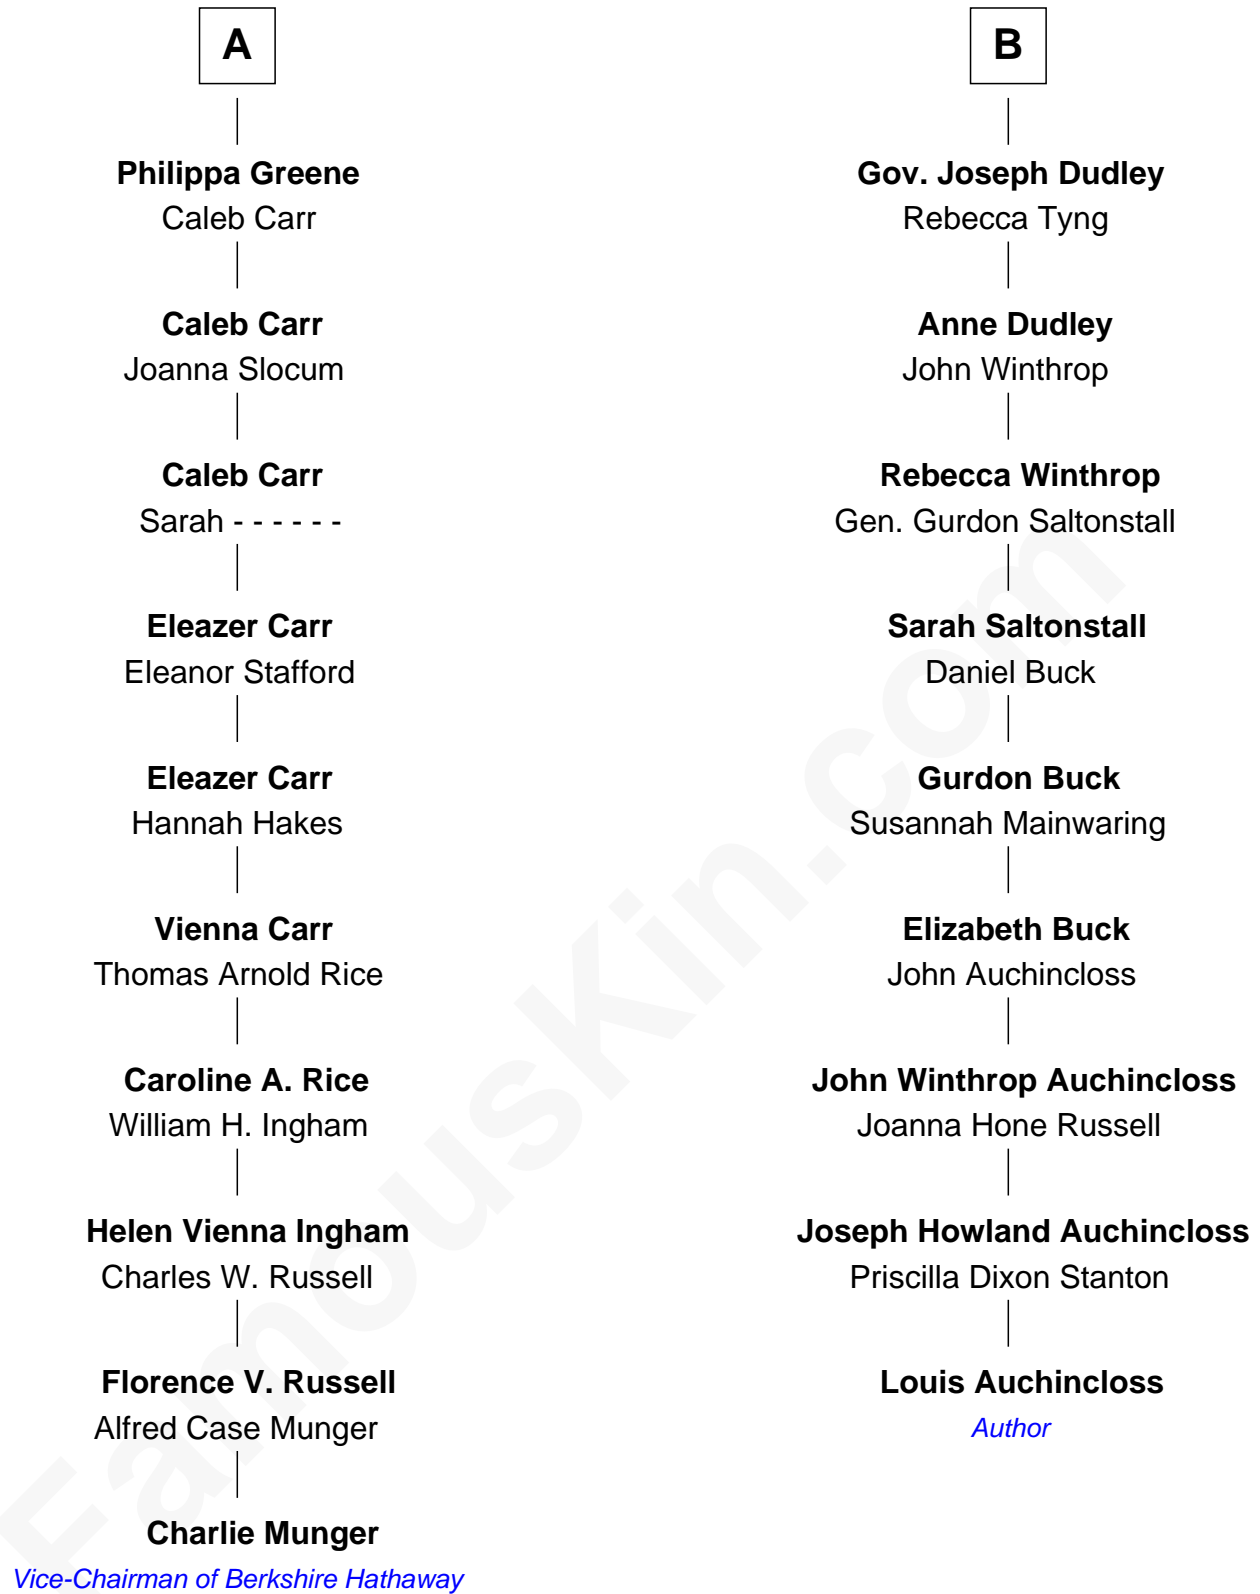 A
Philippa Greene
Caleb Carr
Caleb Carr
Joanna Slocum
Caleb Carr
Sarah - - - - - -
Eleazer Carr
Eleanor Stafford
Eleazer Carr
Hannah Hakes
Vienna Carr
Thomas Arnold Rice
Caroline A. Rice
William H. Ingham
Helen Vienna Ingham
Charles W. Russell
Florence V. Russell
Alfred Case Munger
Charlie Munger
Vice-Chairman of Berkshire Hathaway
B
Gov. Joseph Dudley
Rebecca Tyng
Anne Dudley
John Winthrop
Rebecca Winthrop
Gen. Gurdon Saltonstall
Sarah Saltonstall
Daniel Buck
Gurdon Buck
Susannah Mainwaring
Elizabeth Buck
John Auchincloss
John Winthrop Auchincloss
Joanna Hone Russell
Joseph Howland Auchincloss
Priscilla Dixon Stanton
Louis Auchincloss
Author
FamousKin.com